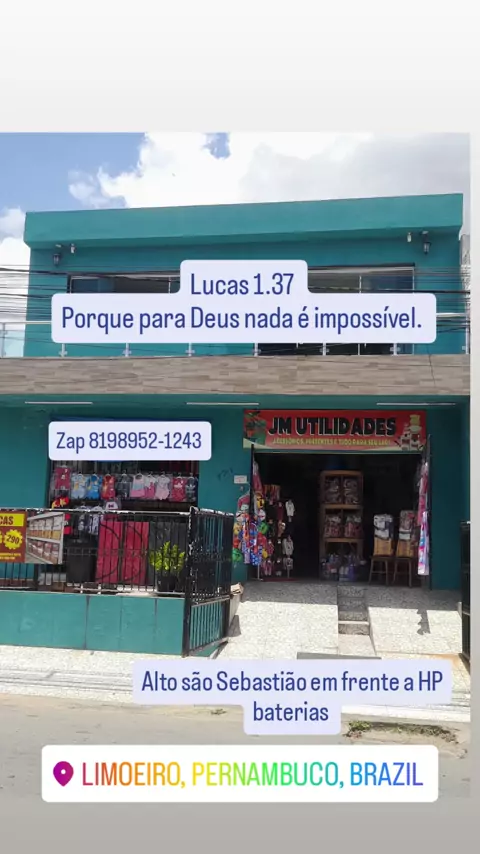 Lucas 1.37
Porque para Deus nada é impossível.
Zap 8198952-1243
JM UTILIDADES
Alto são Sebastião em frente a HP
baterias
LIMOEIRO, PERNAMBUCO, BRAZIL